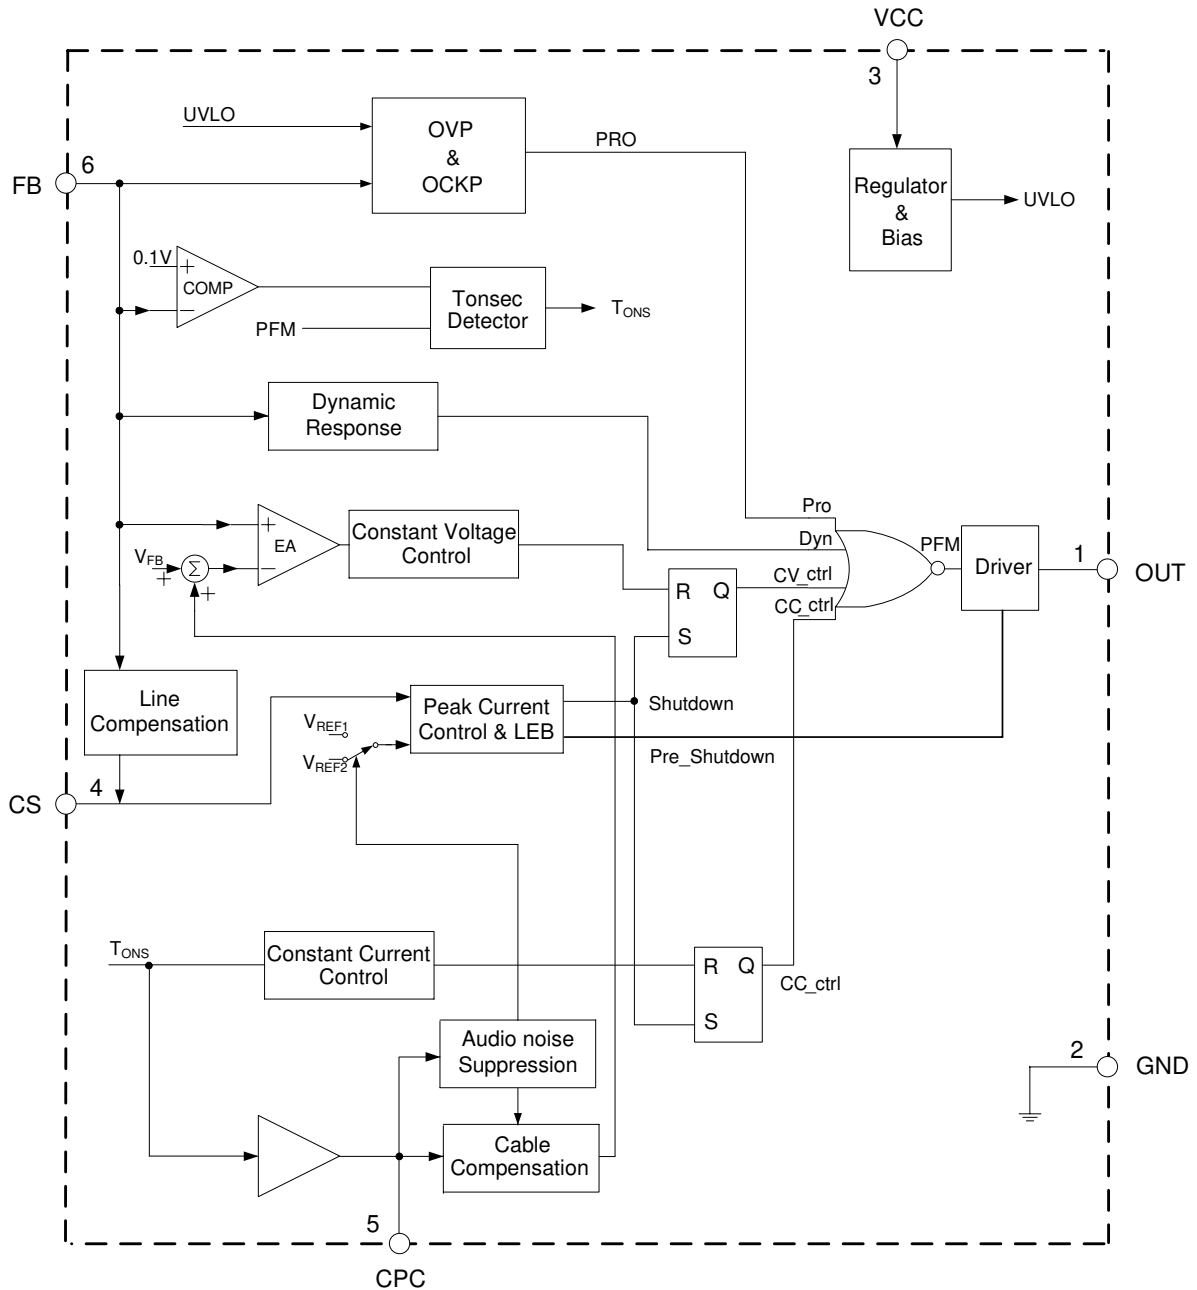 VCC
3
UVLO
OVP
&
OCKP
PRO
6
FB
Regulator
&
Bias
UVLO
0.1V
+
COMP
−
PFM
Tonsec
Detector
TONS
Dynamic
Response
Pro
Dyn
CV_ctrl
CC_ctrl
PFM
Driver
1
OUT
+
EA
−
Constant Voltage
Control
VFB
+
Σ
+
R Q
S
Line
Compensation
Peak Current
Control & LEB
Shutdown
Pre_Shutdown
VREF1
VREF2
4
CS
TONS
Constant Current
Control
R Q
S
CC_ctrl
Audio noise
Suppression
2
GND
Cable
Compensation
5
CPC